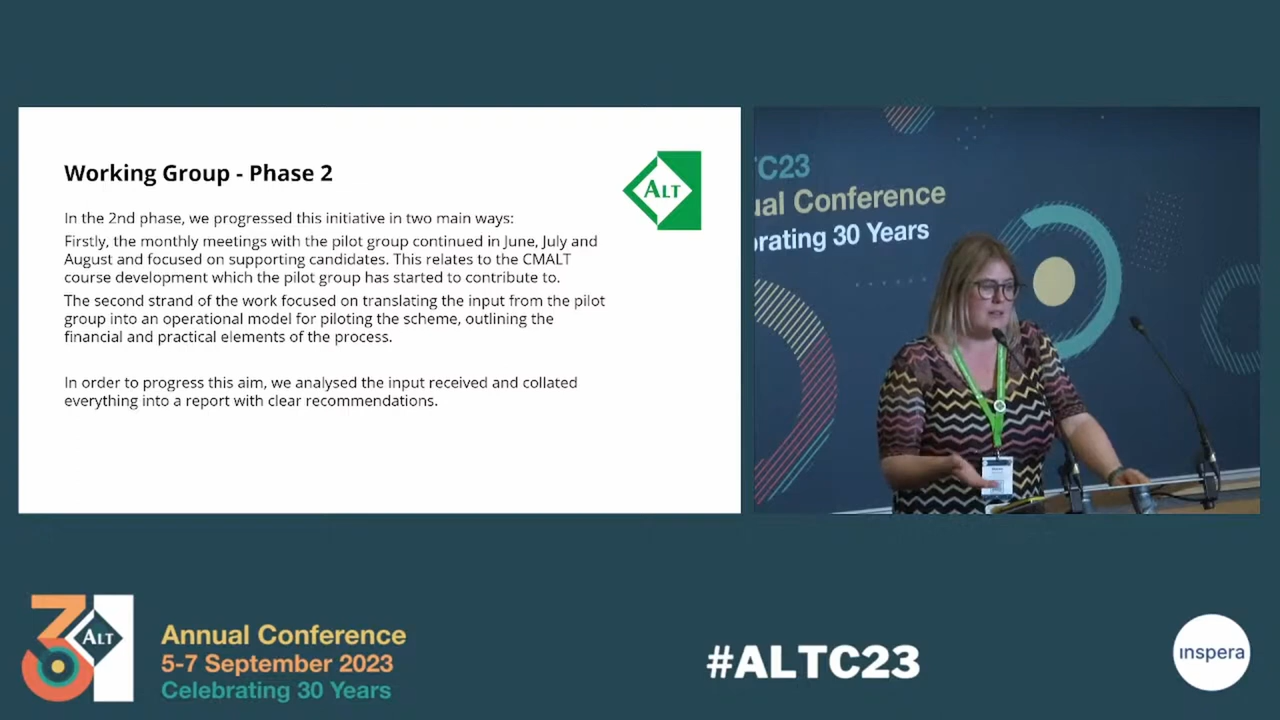 Working Group - Phase 2
ALT
In the 2nd phase, we progressed this initiative in two main ways:
Firstly, the monthly meetings with the pilot group continued in June, July and
August and focused on supporting candidates. This relates to the CMALT
course development which the pilot group has started to contribute to.
The second strand of the work focused on translating the input from the pilot
group into an operational model for piloting the scheme, outlining the
financial and practical elements of the process.
In order to progress this aim, we analysed the input received and collated
everything into a report with clear recommendations.
TC23
ual Conference
brating 30 Years
30
ALT
Annual Conference
5-7 September 2023
Celebrating 30 Years
#ALTC23
inspera